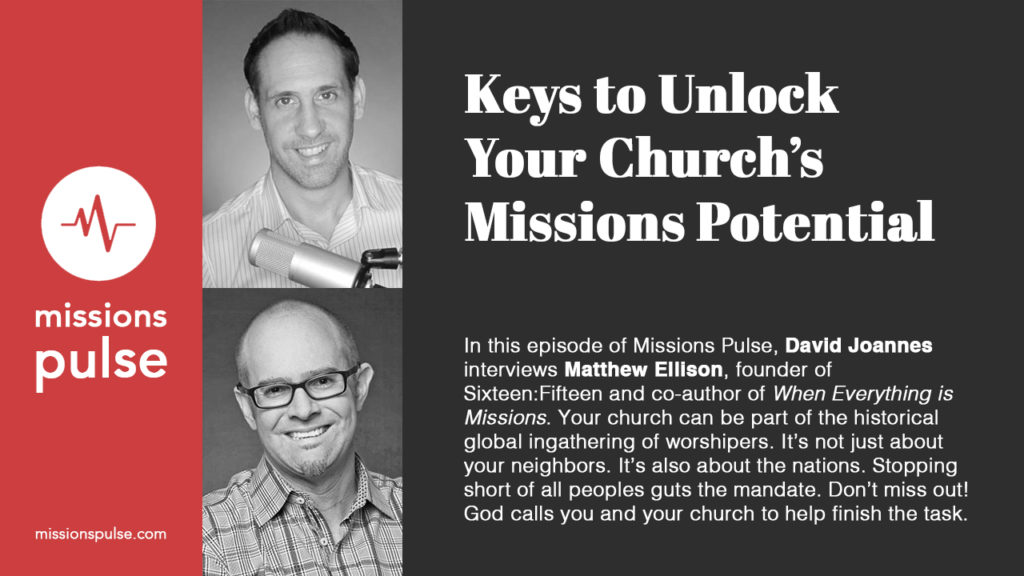 missions
pulse
missionspulse.com
Keys to Unlock
Your Church’s
Missions Potential
In this episode of Missions Pulse, David Joannes
interviews Matthew Ellison, founder of
Sixteen:Fifteen and co-author of When Everything is
Missions. Your church can be part of the historical
global ingathering of worshipers. It’s not just about
your neighbors. It’s also about the nations. Stopping
short of all peoples guts the mandate. Don’t miss out!
God calls you and your church to help finish the task.